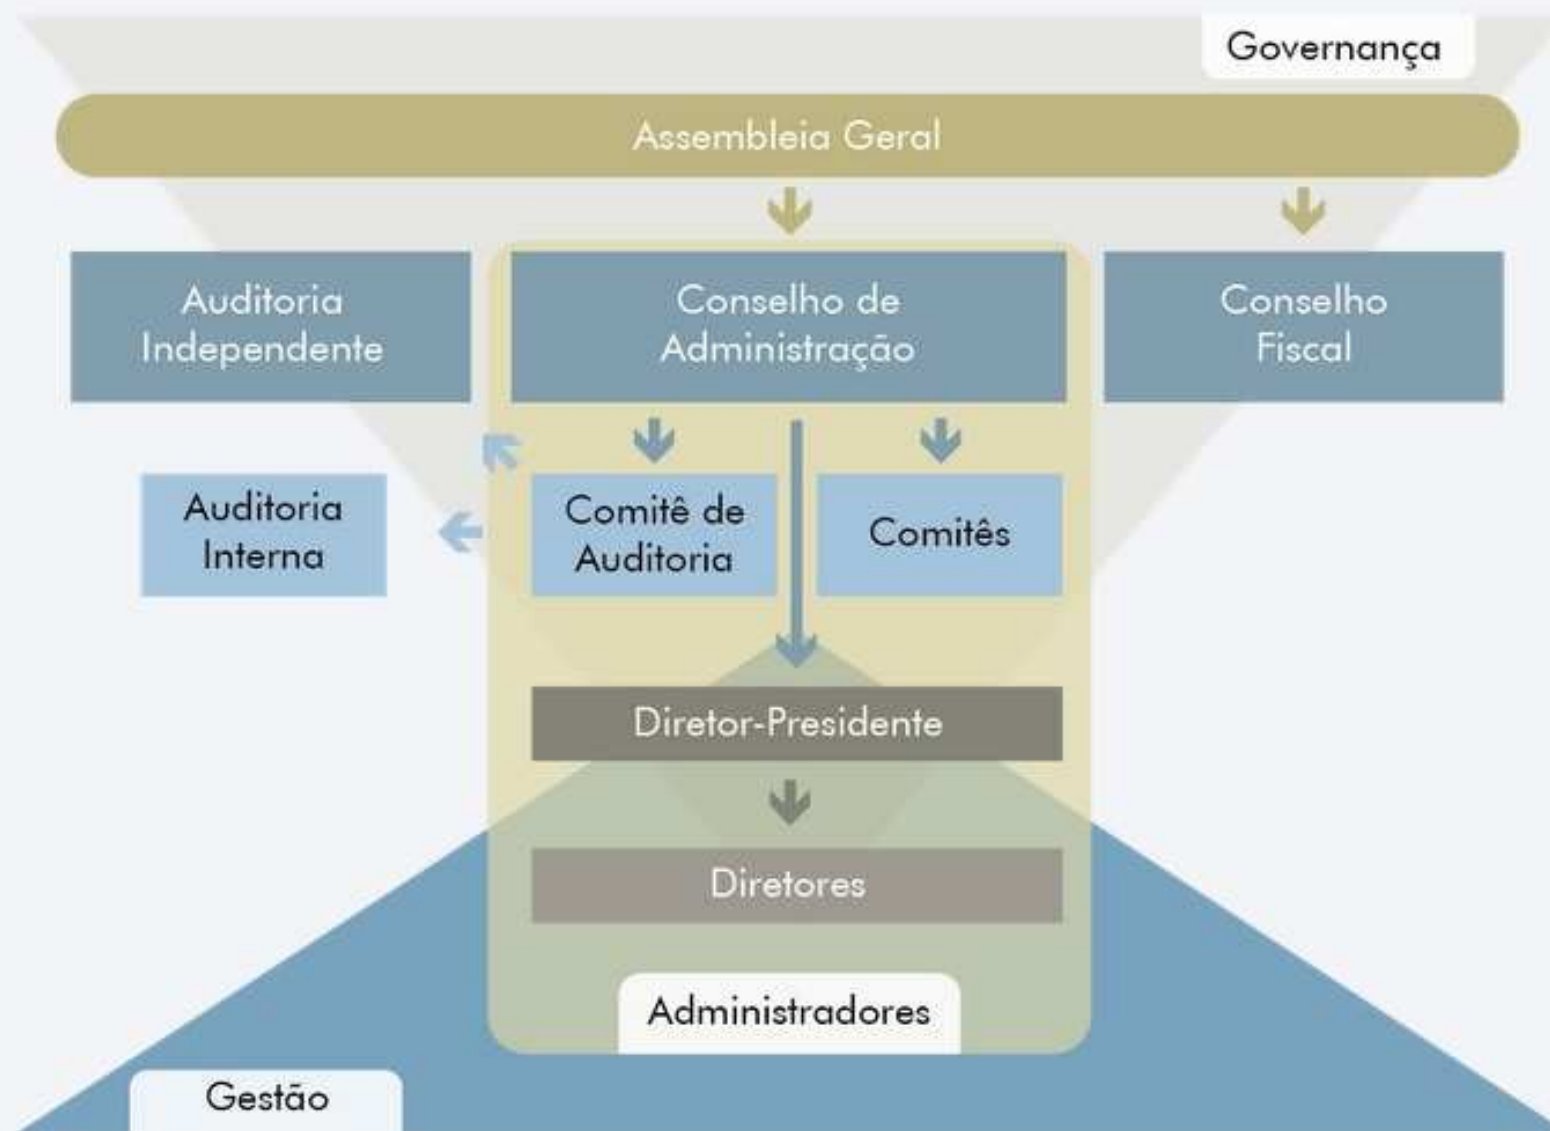 Governança
Assembleia Geral
Auditoria
Independente
Conselho de
Administração
Conselho
Fiscal
Auditoria
Interna
Comitê de
Auditoria
Comitês
Diretor-Presidente
Diretores
Administradores
Gestão